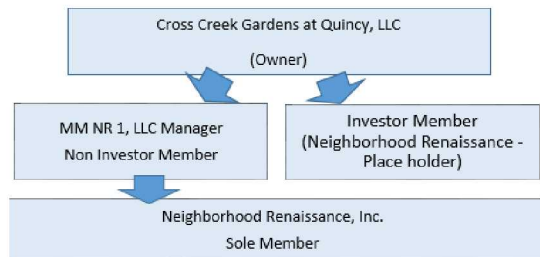 Cross Creek Gardens at Quincy, LLC
(Owner)
MM NR 1, LLC Manager
Non Investor Member
Investor Member
(Neighborhood Renaissance -
Place holder)
Neighborhood Renaissance, Inc.
Sole Member